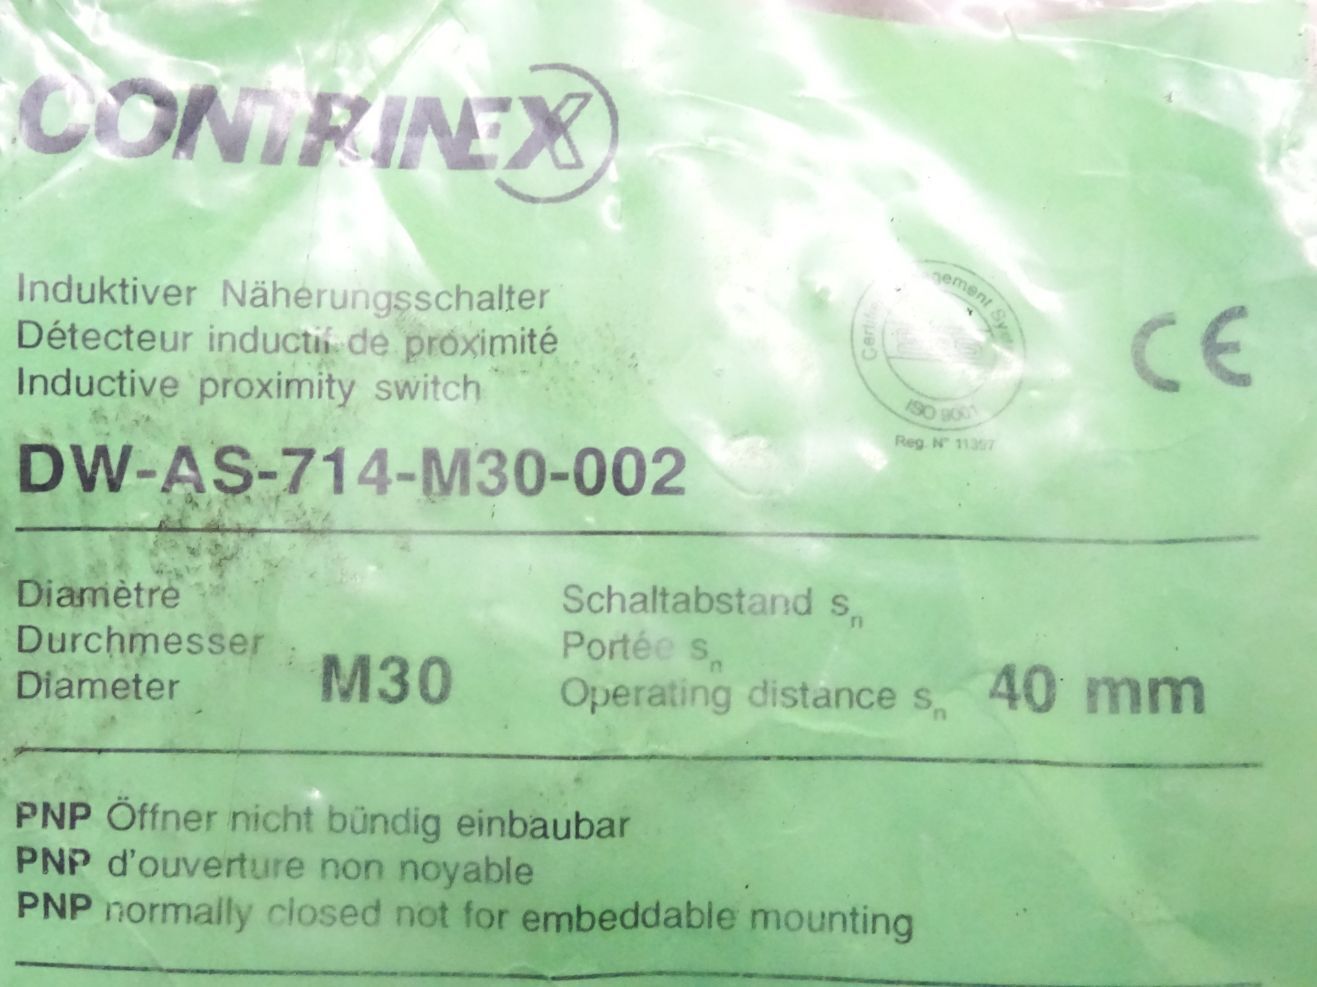 CONTRINEX
Induktiver Näherungsschalter
Détecteur inductif de proximité
Inductive proximity switch
ISO 9001
Reg. N° 11397
CE
DW-AS-714-M30-002
Diamètre
Durchmesser
Diameter
M30
Schaltabstand sn
Portée sn
Operating distance sn
40 mm
PNP Öffner nicht bündig einbaubar
PNP d'ouverture non noyable
PNP normally closed not for embeddable mounting